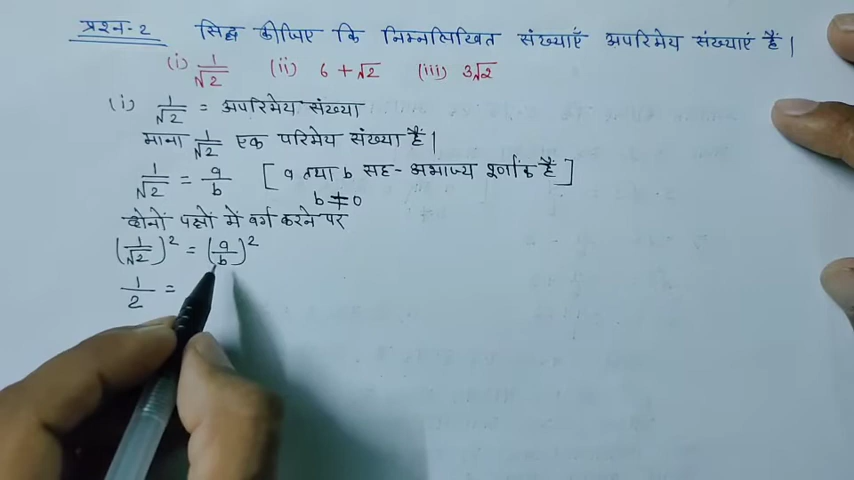 प्रश्न-2 सिद्ध कीजिए कि निम्नलिखित संख्याएँ अपरिमेय संख्याएं हैं|
(i) 1/√2 (ii) 6 + √2 (iii) 3√2
(i) 1/√2 = अपरिमेय संख्या
माना 1/√2 एक परिमेय संख्या है|
1/√2 = a/b [a तथा b सह-अभाज्य पूर्णांक है]
b ≠ 0
दोनों पक्षों में वर्ग करने पर
(1/√2)² = (a/b)²
1/2 =